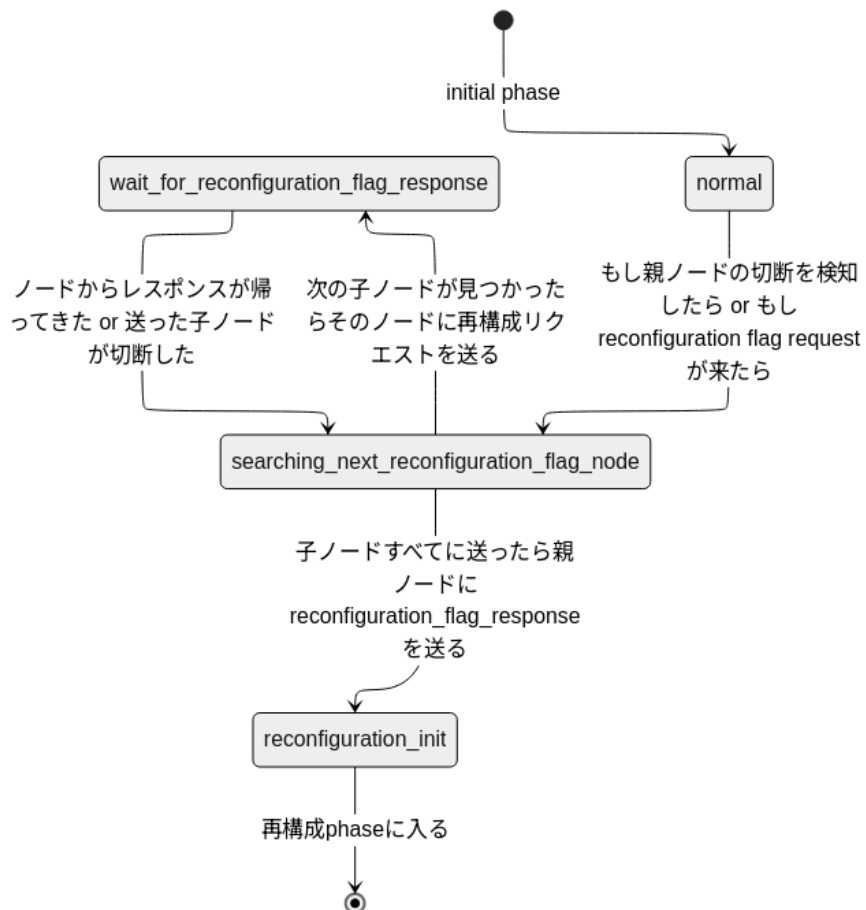 initial phase
wait_for_reconfiguration_flag_response
normal
ノードからレスポンスが帰
ってきた or 送った子ノード
が切断した
次の子ノードが見つかった
らそのノードに再構成リク
エストを送る
もし親ノードの切断を検知
したら or もし
reconfiguration flag request
が来たら
searching_next_reconfiguration_flag_node
子ノードすべてに送ったら親
ノードに
reconfiguration_flag_response
を送る
reconfiguration_init
再構成phaseに入る